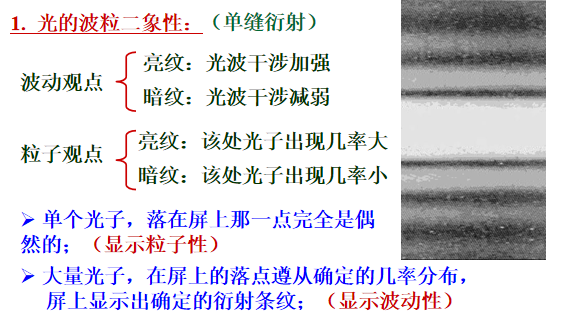 1. 光的波粒二象性：（单缝衍射）
波动观点
亮纹：光波干涉加强
暗纹：光波干涉减弱
粒子观点
亮纹：该处光子出现几率大
暗纹：该处光子出现几率小
➢ 单个光子，落在屏上那一点完全是偶
然的；（显示粒子性）
➢ 大量光子，在屏上的落点遵从确定的几率分布，
屏上显示出确定的衍射条纹；（显示波动性）